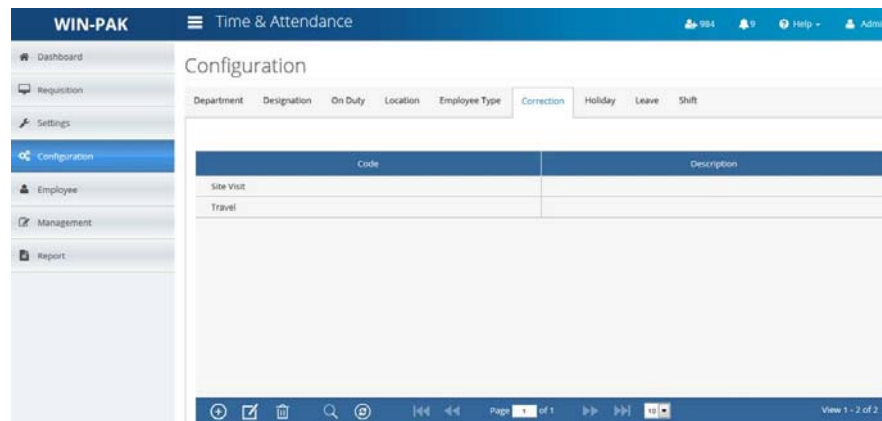 WIN-PAK
Time & Attendance
984
9
Help
Admi
Dashboard
Requisition
Settings
Configuration
Employee
Management
Report
Configuration
Department Designation On Duty Location Employee Type Correction Holiday Leave Shift
Code Description
Site Visit
Travel
Page 1 of 1 10 View 1 - 2 of 2